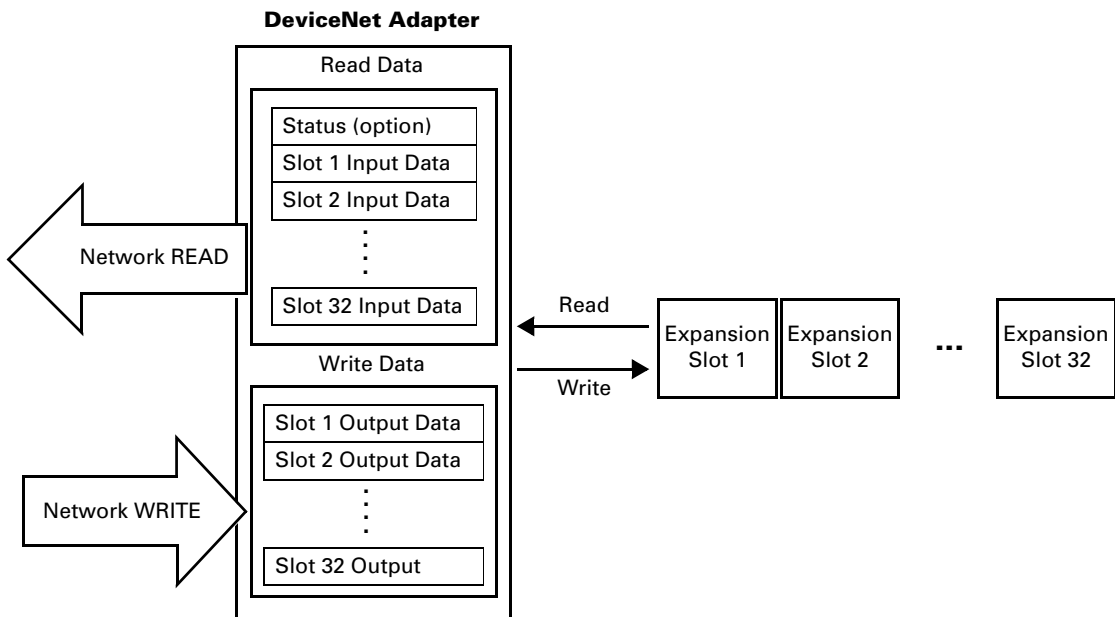 DeviceNet Adapter
Read Data
Status (option)
Slot 1 Input Data
Slot 2 Input Data
Slot 32 Input Data
Network READ
Write Data
Slot 1 Output Data
Slot 2 Output Data
Slot 32 Output
Network WRITE
Read
Write
Expansion
Slot 1
Expansion
Slot 2
...
Expansion
Slot 32